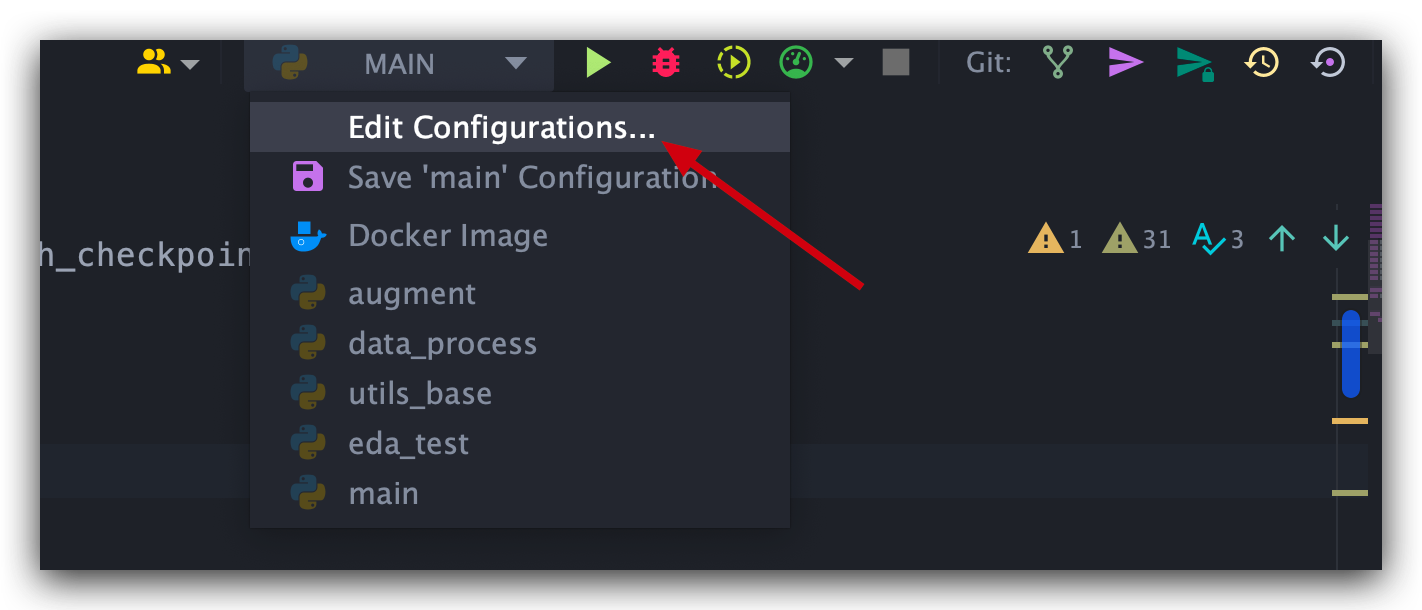 MAIN
Git:
Edit Configurations...
Save 'main' Configuration
h_checkpoin
Docker Image
1 31 3
augment
data_process
utils_base
eda_test
main